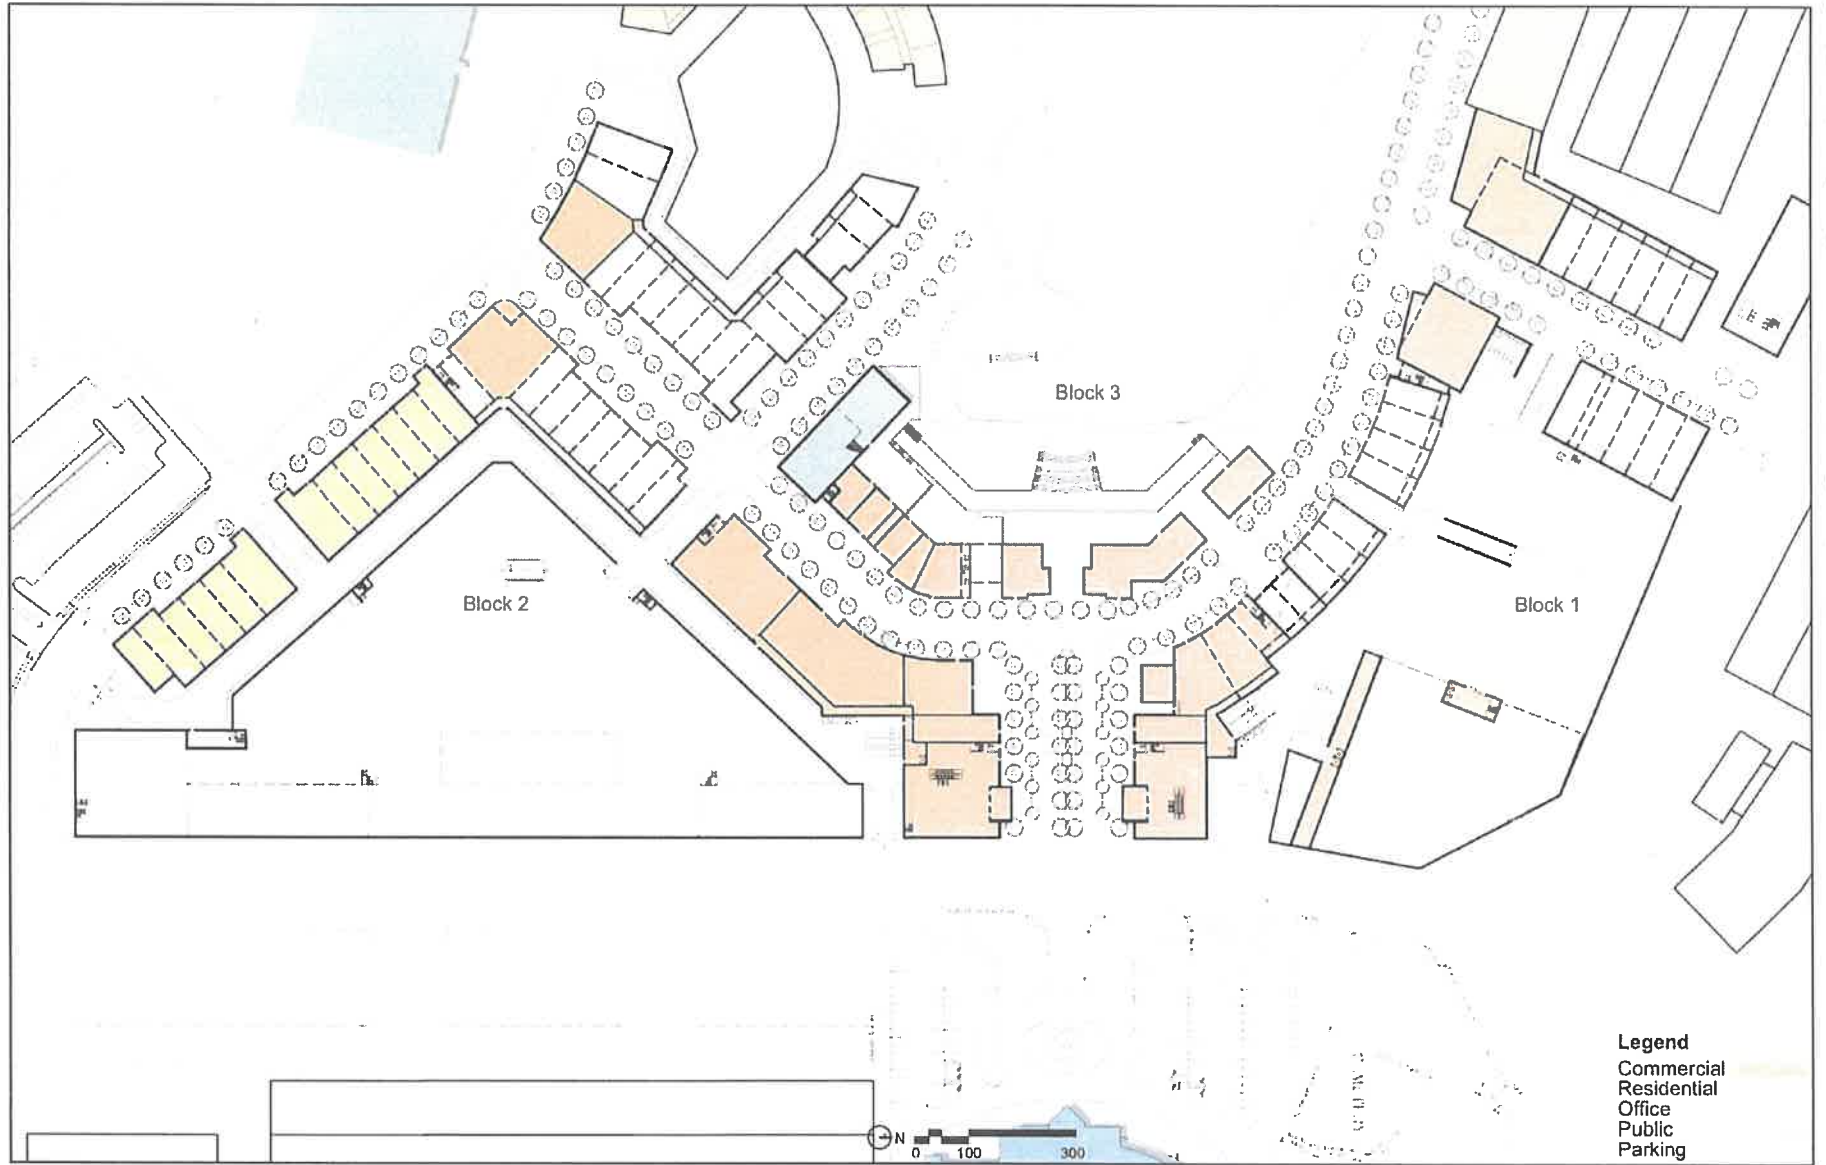 Block 3
Block 2
Block 1
Legend
Commercial
Residential
Office
Public
Parking
N
0 100 300